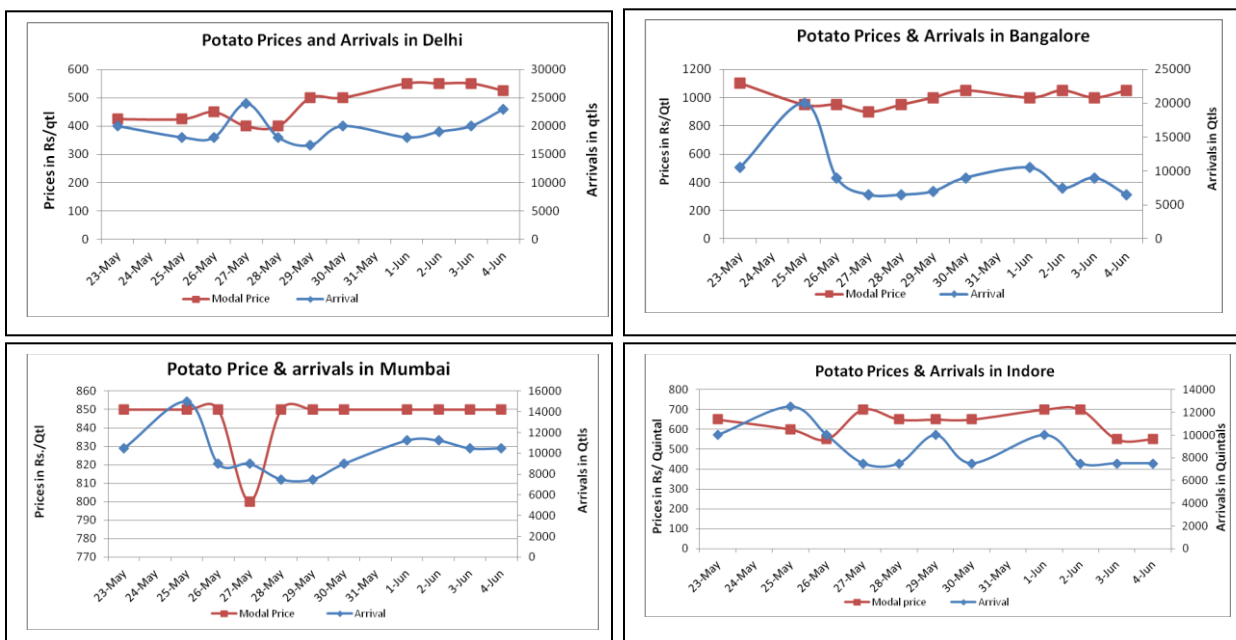 Potato Prices and Arrivals in Delhi
Prices in Rs/qtl
600
500
400
300
200
100
0
30000
25000
20000
15000
10000
5000
0
Arrivals in qtls
23-May
24-May
25-May
26-May
27-May
28-May
29-May
30-May
31-May
1-Jun
2-Jun
3-Jun
4-Jun
Modal Price
Arrival
Potato Prices & Arrivals in Bangalore
Prices in Rs/Qtl
1200
1000
800
600
400
200
0
25000
20000
15000
10000
5000
0
Arrivals in Qtls
23-May
24-May
25-May
26-May
27-May
28-May
29-May
30-May
31-May
1-Jun
2-Jun
3-Jun
4-Jun
Modal Price
Arrival
Potato Price & arrivals in Mumbai
Prices in Rs./Qtl
860
850
840
830
820
810
800
790
780
770
16000
14000
12000
10000
8000
6000
4000
2000
0
Arrivals in Qtls
23-May
24-May
25-May
26-May
27-May
28-May
29-May
30-May
31-May
1-Jun
2-Jun
3-Jun
4-Jun
Modal Price
Arrival
Potato Prices & Arrivals in Indore
Prices in Rs/ Quintal
800
700
600
500
400
300
200
100
0
14000
12000
10000
8000
6000
4000
2000
0
Arrivals in Quintals
23-May
24-May
25-May
26-May
27-May
28-May
29-May
30-May
31-May
1-Jun
2-Jun
3-Jun
4-Jun
Modal price
Arrival